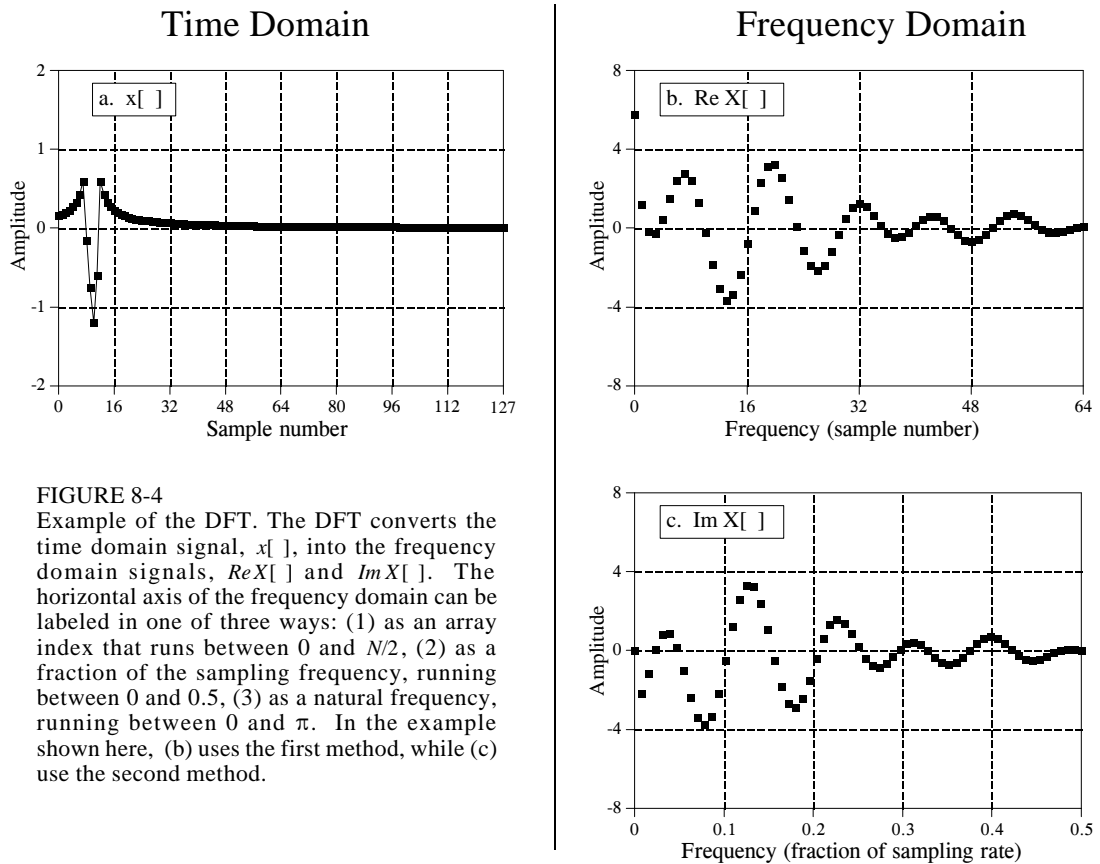 Time Domain
Frequency Domain
2
1
0
-1
-2
Amplitude
a. x[ ]
0 16 32 48 64 80 96 112 127
Sample number
8
4
0
-4
-8
Amplitude
b. Re X[ ]
0 16 32 48 64
Frequency (sample number)
FIGURE 8-4
Example of the DFT. The DFT converts the
time domain signal, x[ ], into the frequency
domain signals, ReX[ ] and ImX[ ]. The
horizontal axis of the frequency domain can be
labeled in one of three ways: (1) as an array
index that runs between 0 and N/2, (2) as a
fraction of the sampling frequency, running
between 0 and 0.5, (3) as a natural frequency,
running between 0 and π. In the example
shown here, (b) uses the first method, while (c)
use the second method.
8
4
0
-4
-8
Amplitude
c. Im X[ ]
0 0.1 0.2 0.3 0.4 0.5
Frequency (fraction of sampling rate)